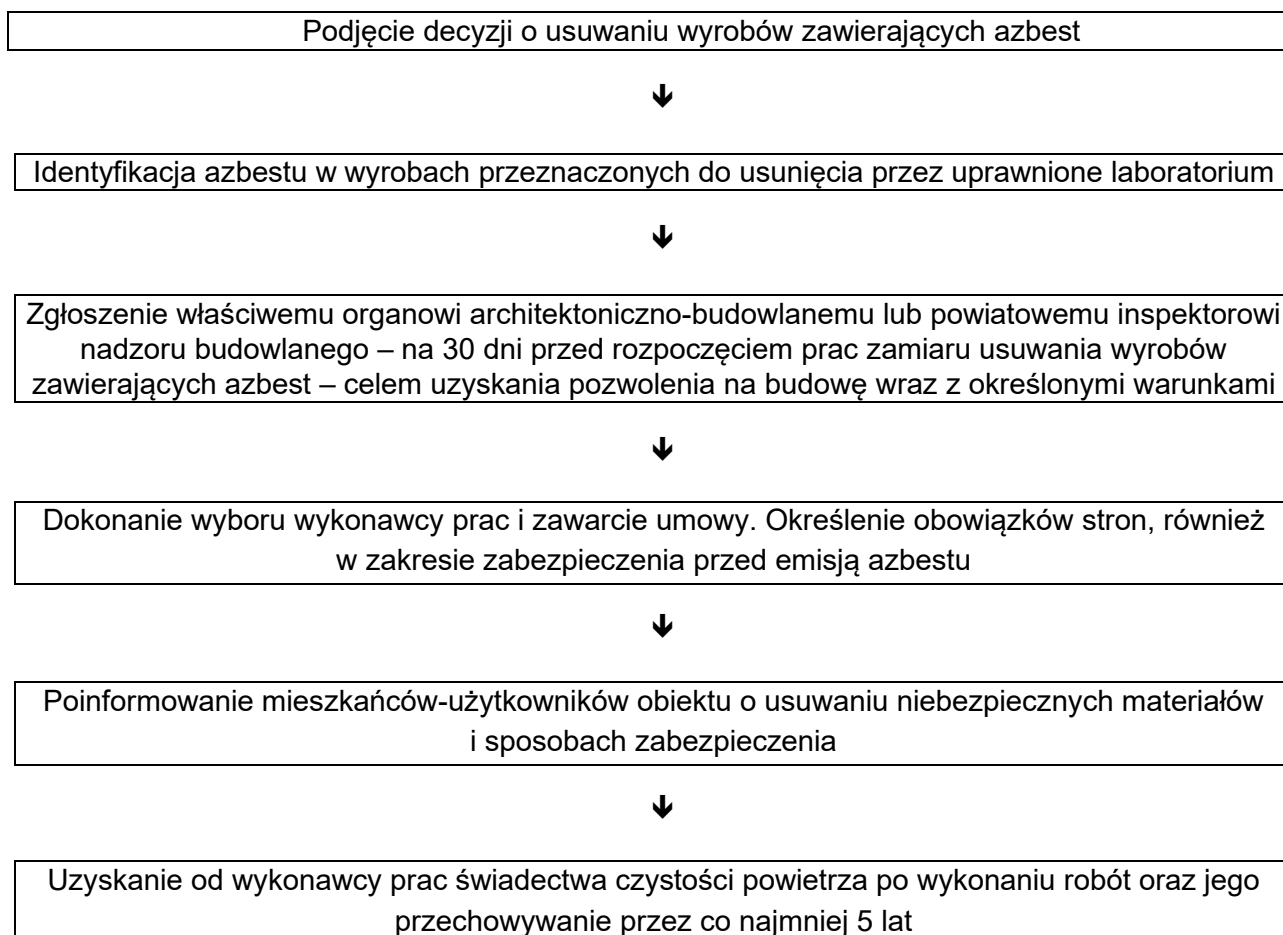 Podjęcie decyzji o usuwaniu wyrobów zawierających azbest
Identyfikacja azbestu w wyrobach przeznaczonych do usunięcia przez uprawnione laboratorium
Zgłoszenie właściwemu organowi architektoniczno-budowlanemu lub powiatowemu inspektorowi
nadzoru budowlanego – na 30 dni przed rozpoczęciem prac zamiaru usuwania wyrobów
zawierających azbest – celem uzyskania pozwolenia na budowę wraz z określonymi warunkami
Dokonanie wyboru wykonawcy prac i zawarcie umowy. Określenie obowiązków stron, również
w zakresie zabezpieczenia przed emisją azbestu
Poinformowanie mieszkańców-użytkowników obiektu o usuwaniu niebezpiecznych materiałów
i sposobach zabezpieczenia
Uzyskanie od wykonawcy prac świadectwa czystości powietrza po wykonaniu robót oraz jego
przechowywanie przez co najmniej 5 lat